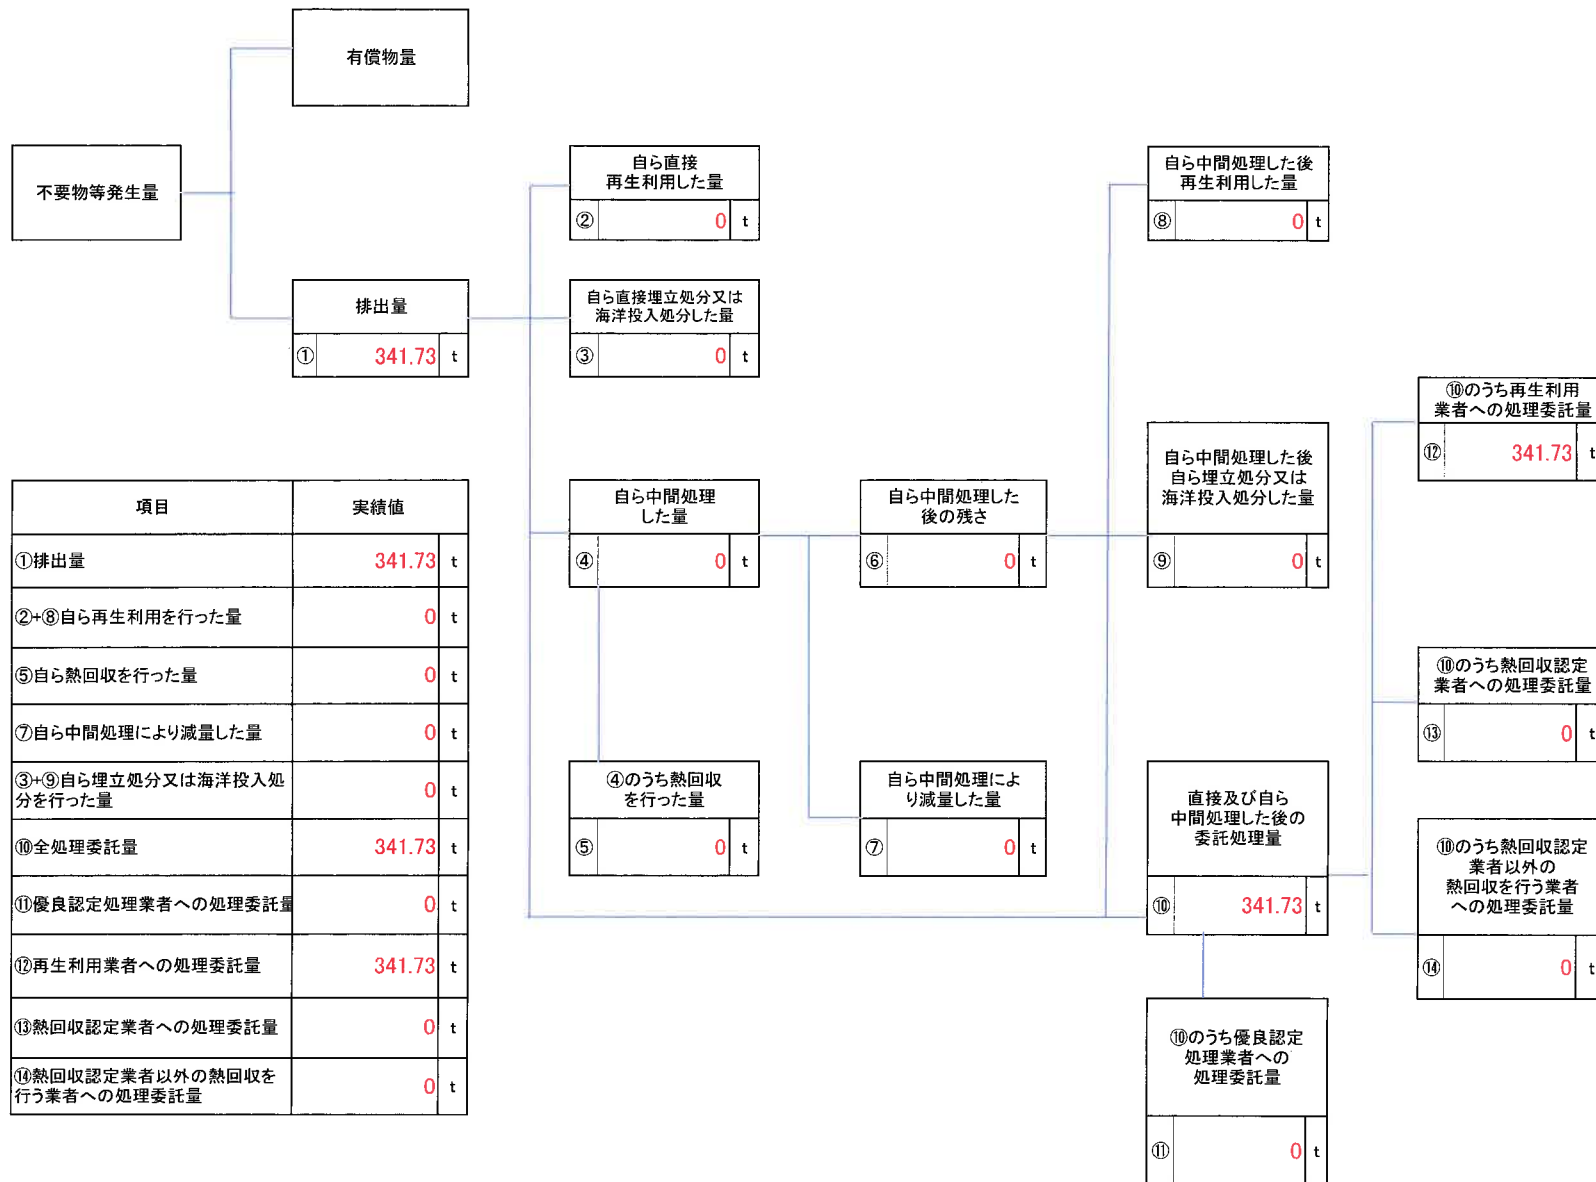 有償物量
不要物等発生量
排出量
① 341.73 t
自ら直接
再生利用した量
② 0 t
自ら直接埋立処分又は
海洋投入処分した量
③ 0 t
自ら中間処理
した量
④ 0 t
④のうち熱回収
を行った量
⑤ 0 t
自ら中間処理した
後の残さ
⑥ 0 t
自ら中間処理によ
り減量した量
⑦ 0 t
自ら中間処理した後
再生利用した量
⑧ 0 t
自ら中間処理した後
自ら埋立処分又は
海洋投入処分した量
⑨ 0 t
直接及び自ら
中間処理した後の
委託処理量
⑩ 341.73 t
⑩のうち優良認定
処理業者への
処理委託量
⑪ 0 t
⑩のうち再生利用
業者への処理委託量
⑫ 341.73 t
⑩のうち熱回収認定
業者への処理委託量
⑬ 0 t
⑩のうち熱回収認定
業者以外の
熱回収を行う業者
への処理委託量
⑭ 0 t
項目 実績値
①排出量 341.73 t
②+⑧自ら再生利用を行った量 0 t
⑤自ら熱回収を行った量 0 t
⑦自ら中間処理により減量した量 0 t
③+⑨自ら埋立処分又は海洋投入処
分を行った量 0 t
⑩全処理委託量 341.73 t
⑪優良認定処理業者への処理委託量 0 t
⑫再生利用業者への処理委託量 341.73 t
⑬熱回収認定業者への処理委託量 0 t
⑭熱回収認定業者以外の熱回収を
行う業者への処理委託量 0 t